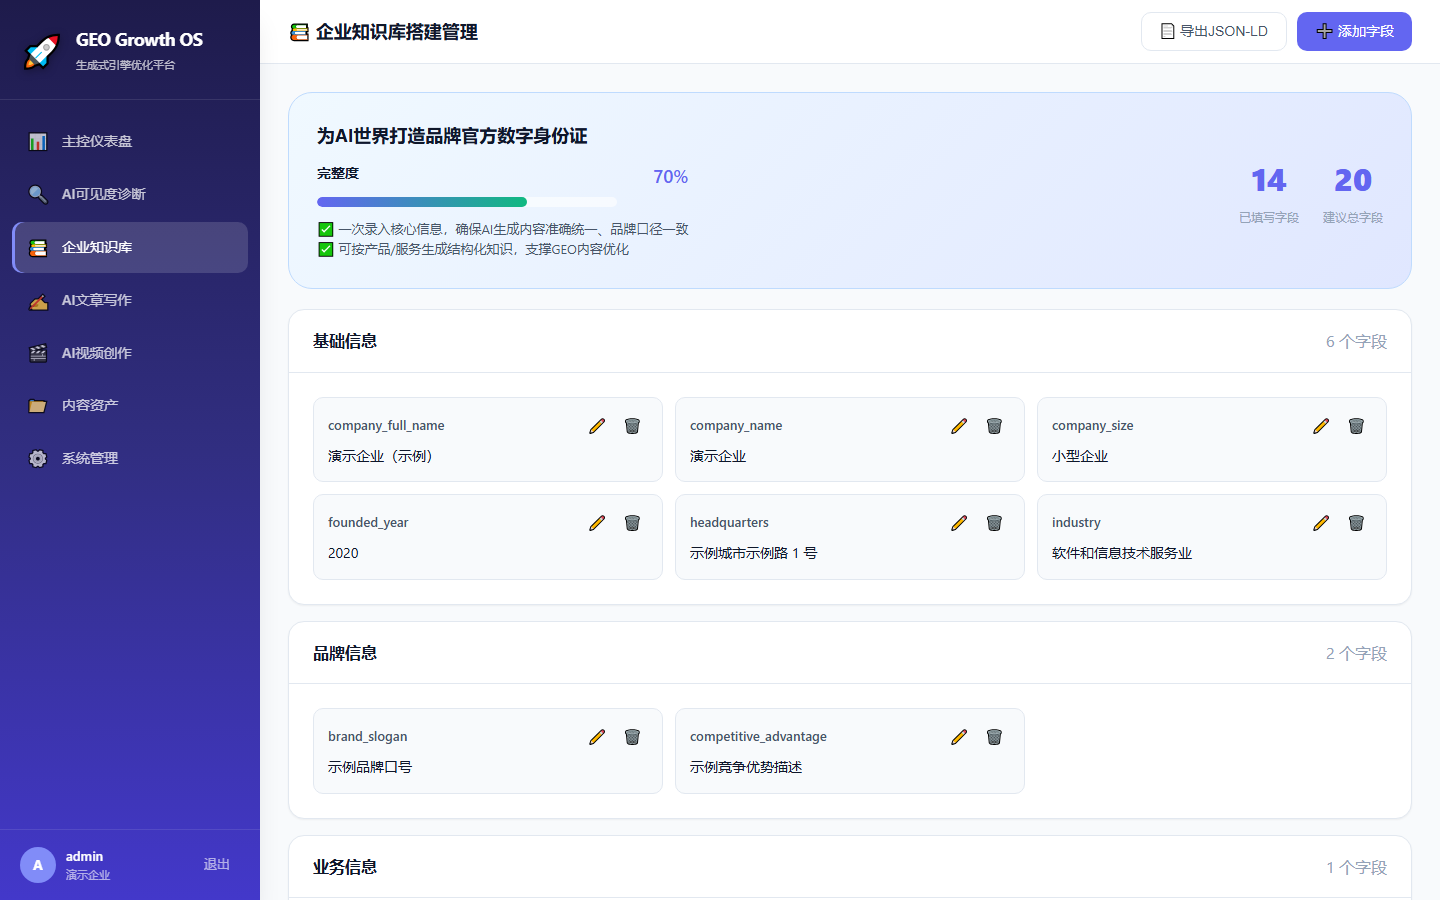 GEO Growth OS
生成式引擎优化平台
主控仪表盘
AI可见度诊断
企业知识库
AI文章写作
AI视频创作
内容资产
系统管理
A
admin
演示企业
退出
企业知识库搭建管理
导出JSON-LD
添加字段
为AI世界打造品牌官方数字身份证
完整度
70%
一次录入核心信息，确保AI生成内容准确统一、品牌口径一致
可按产品/服务生成结构化知识，支撑GEO内容优化
14
已填写字段
20
建议总字段
基础信息
6 个字段
company_full_name
演示企业（示例）
company_name
演示企业
company_size
小型企业
founded_year
2020
headquarters
示例城市示例路 1 号
industry
软件和信息技术服务业
品牌信息
2 个字段
brand_slogan
示例品牌口号
competitive_advantage
示例竞争优势描述
业务信息
1 个字段